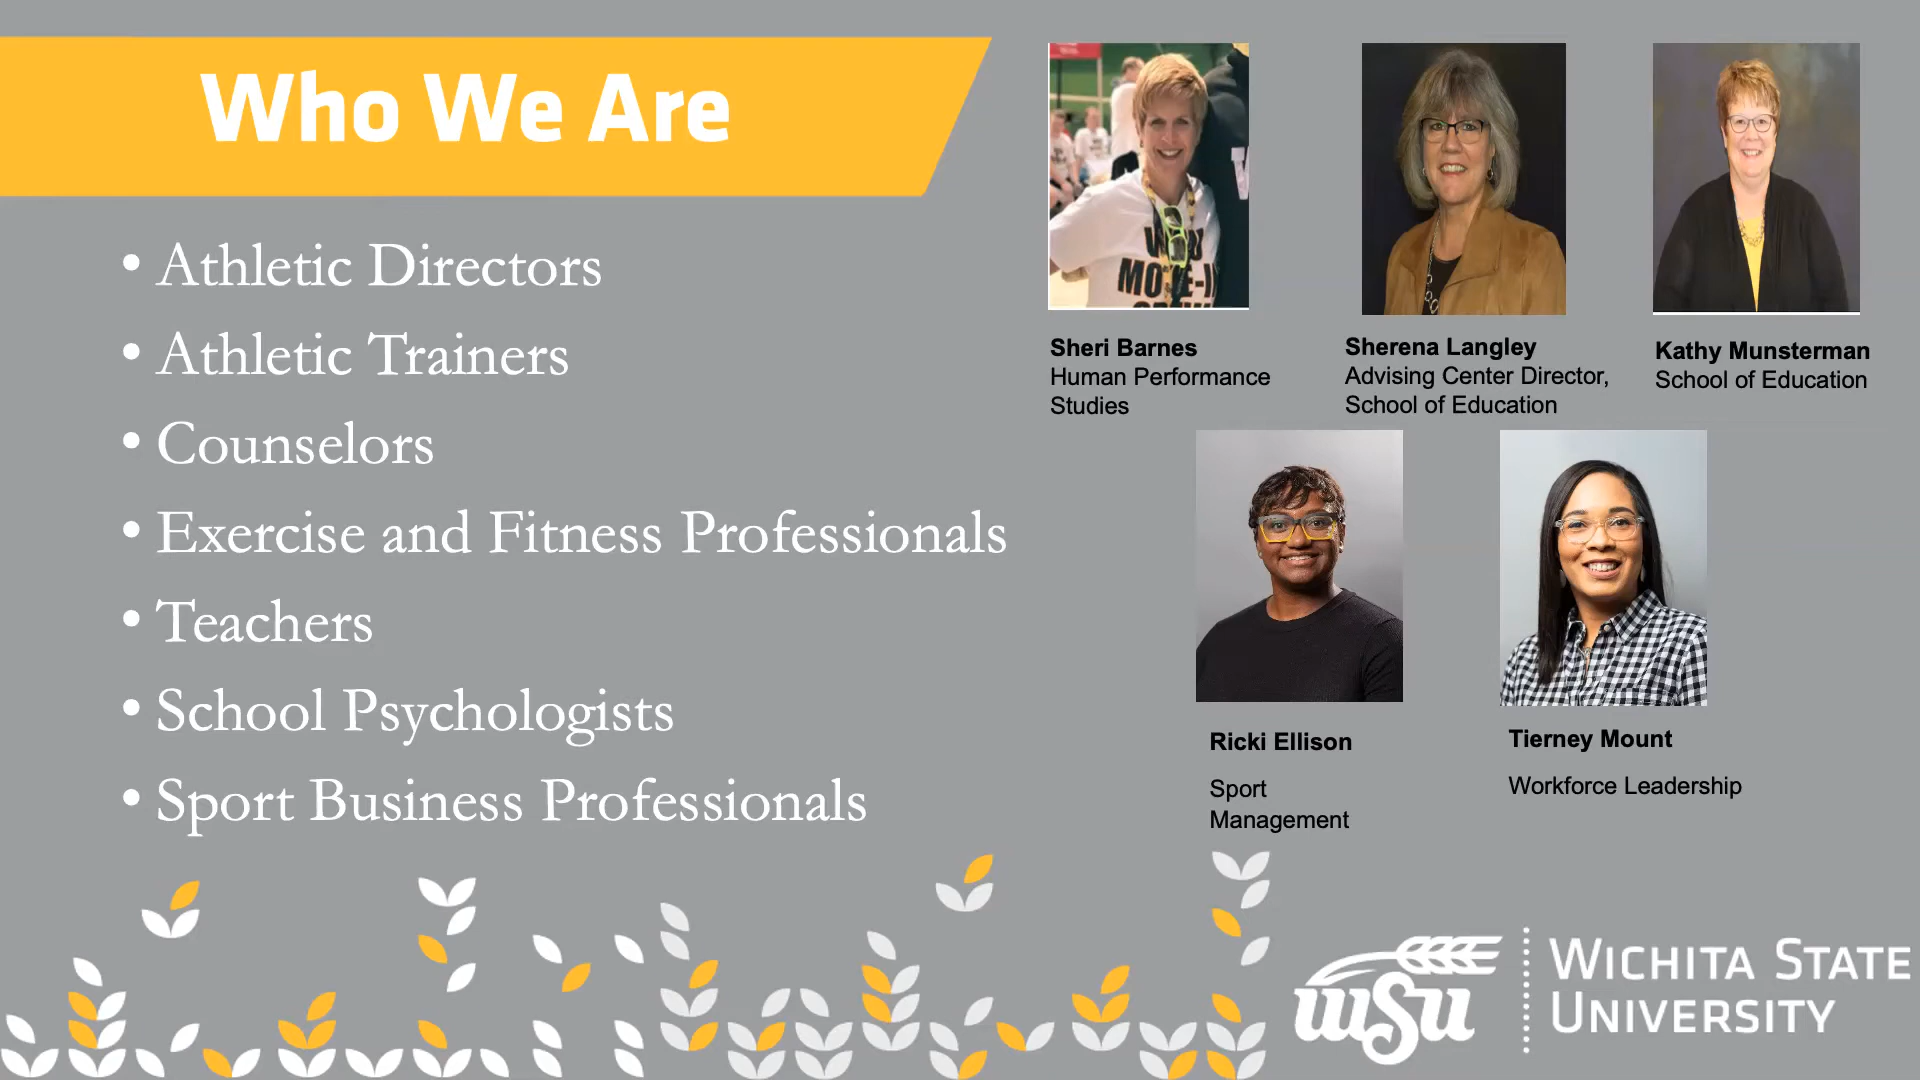 Who We Are
• Athletic Directors
• Athletic Trainers
• Counselors
• Exercise and Fitness Professionals
• Teachers
• School Psychologists
• Sport Business Professionals
Sheri Barnes
Human Performance
Studies
Sherena Langley
Advising Center Director,
School of Education
Kathy Munsterman
School of Education
Ricki Ellison
Sport
Management
Tierney Mount
Workforce Leadership
WSU
WICHITA STATE
UNIVERSITY